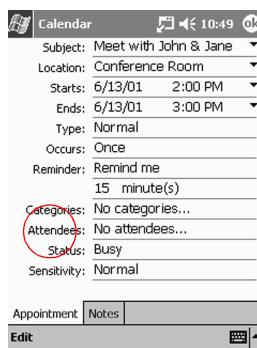 Calendar 10:49 ok
Subject: Meet with John & Jane
Location: Conference Room
Starts: 6/13/01 2:00 PM
Ends: 6/13/01 3:00 PM
Type: Normal
Occurs: Once
Reminder: Remind me
15 minute(s)
Categories: No categories...
Attendees: No attendees...
Status: Busy
Sensitivity: Normal
Appointment Notes
Edit